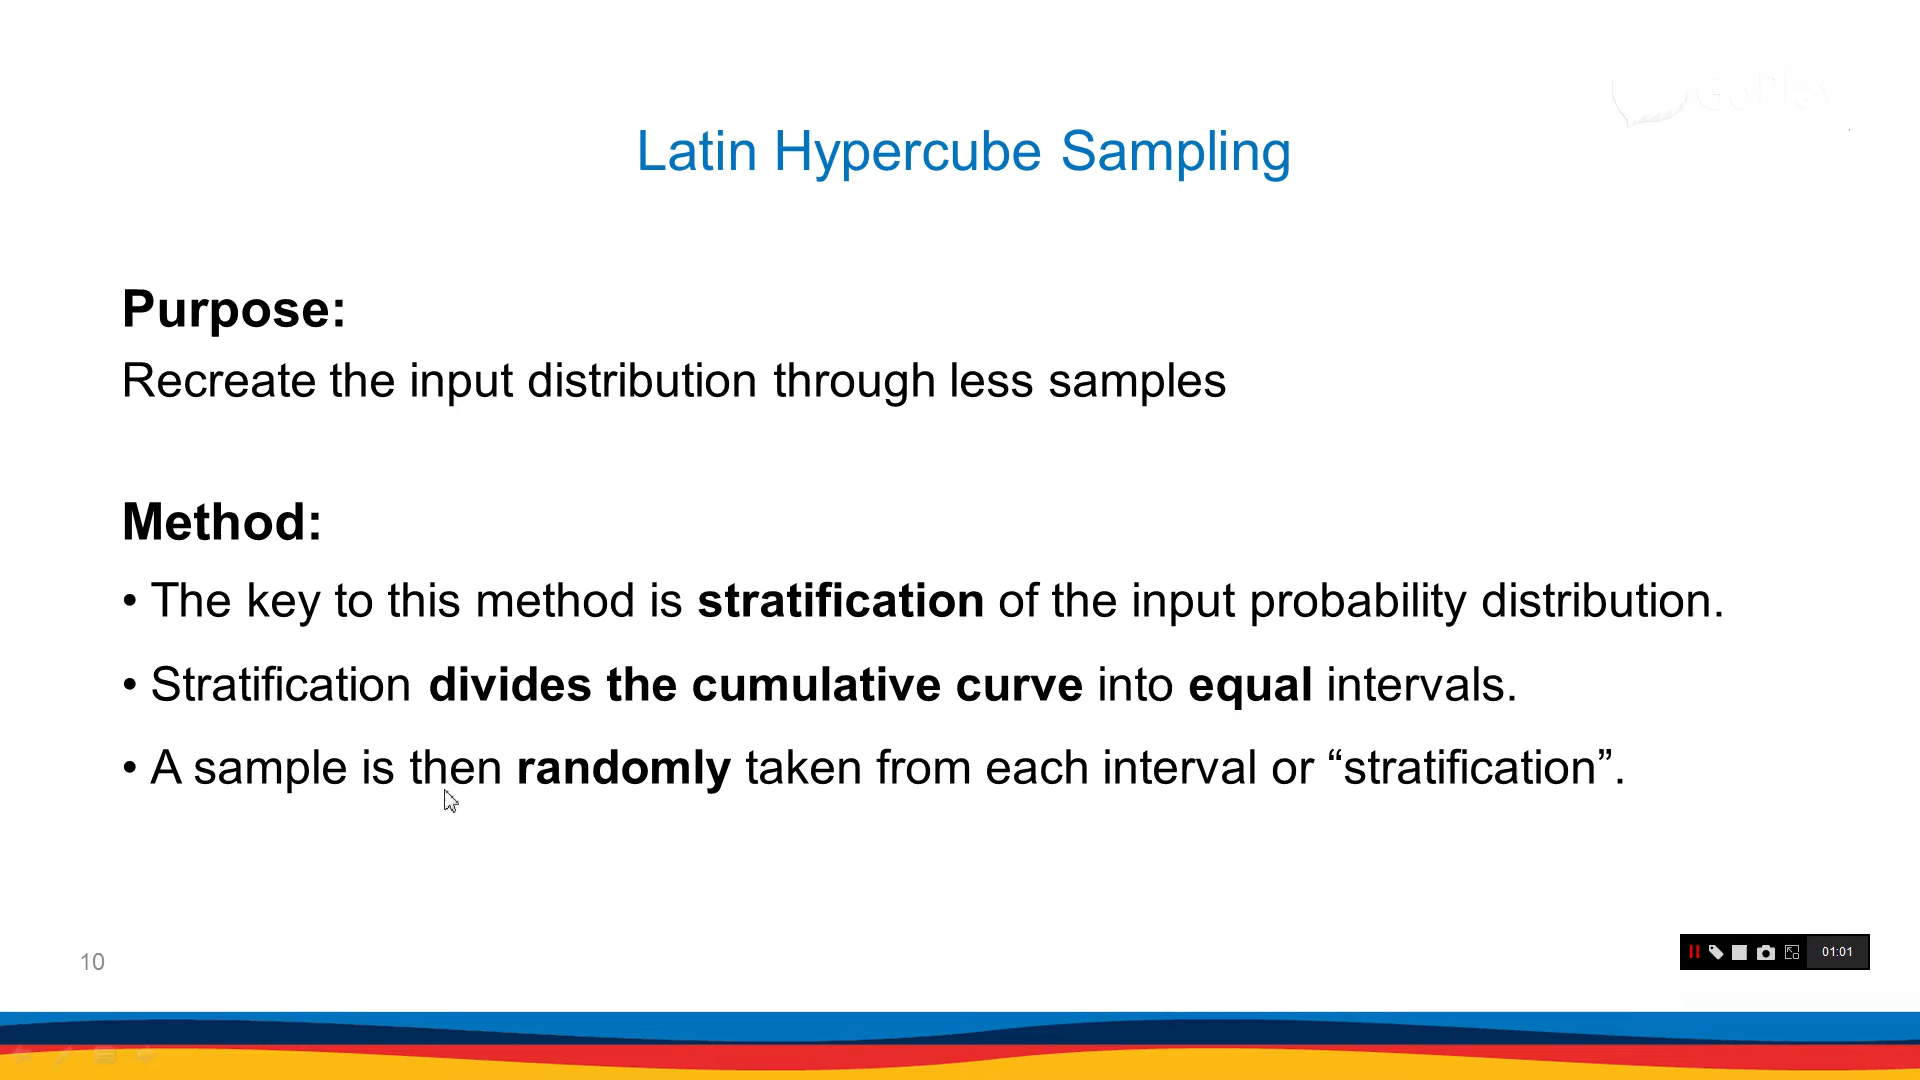 Latin Hypercube Sampling
Purpose:
Recreate the input distribution through less samples
Method:
• The key to this method is stratification of the input probability distribution.
• Stratification divides the cumulative curve into equal intervals.
• A sample is then randomly taken from each interval or “stratification”.
10
01:01